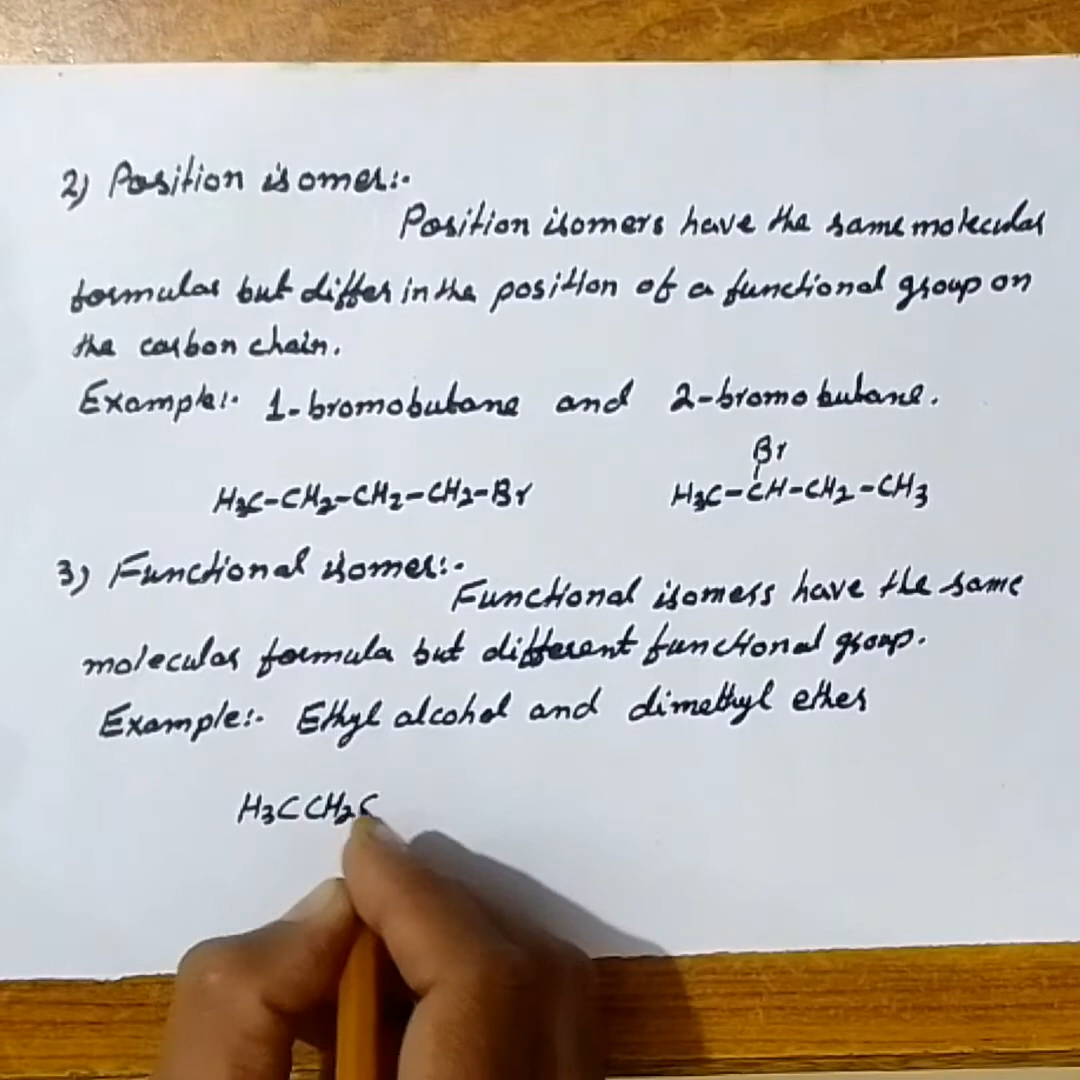 2) Position isomer:-
Position isomers have the same molecular
formular but differ in the position of a functional group on
the carbon chain.
Example:- 1-bromobutane and 2-bromobutane.
Br
H3C-CH2-CH2-CH2-Br H3C-CH-CH2-CH3
3) Functional isomer:-
Functional isomers have the same
molecular formula but different functional group.
Example:- Ethyl alcohol and dimethyl ether
H3CCH2